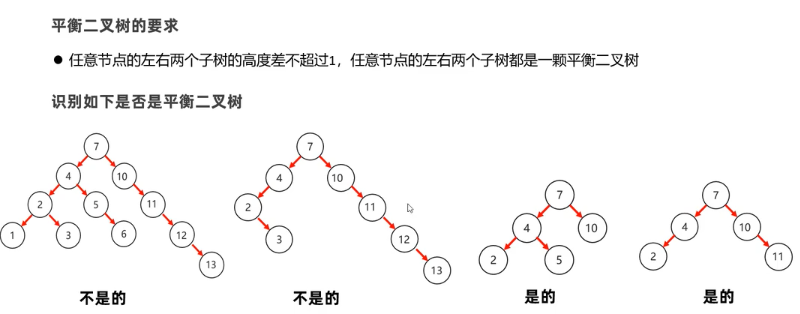 平衡二叉树的要求
● 任意节点的左右两个子树的高度差不超过1，任意节点的左右两个子树都是一颗平衡二叉树
识别如下是否是平衡二叉树
7
4 10
2 5 11
1 3 6 12
13
不是的
7
4 10
2 11
3 12
13
不是的
7
4 10
2 5
是的
7
4 10
2 11
是的